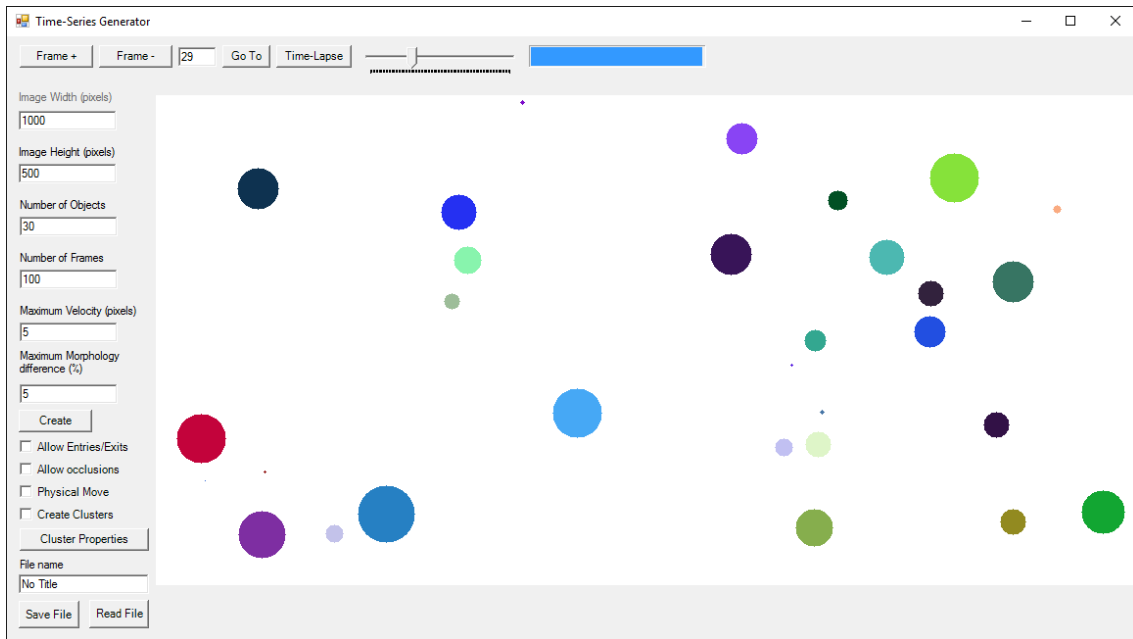 Time-Series Generator
Frame +
Frame -
29
Go To
Time-Lapse
Image Width (pixels)
1000
Image Height (pixels)
500
Number of Objects
30
Number of Frames
100
Maximum Velocity (pixels)
5
Maximum Morphology
difference (%)
5
Create
Allow Entries/Exits
Allow occlusions
Physical Move
Create Clusters
Cluster Properties
File name
No Title
Save File
Read File